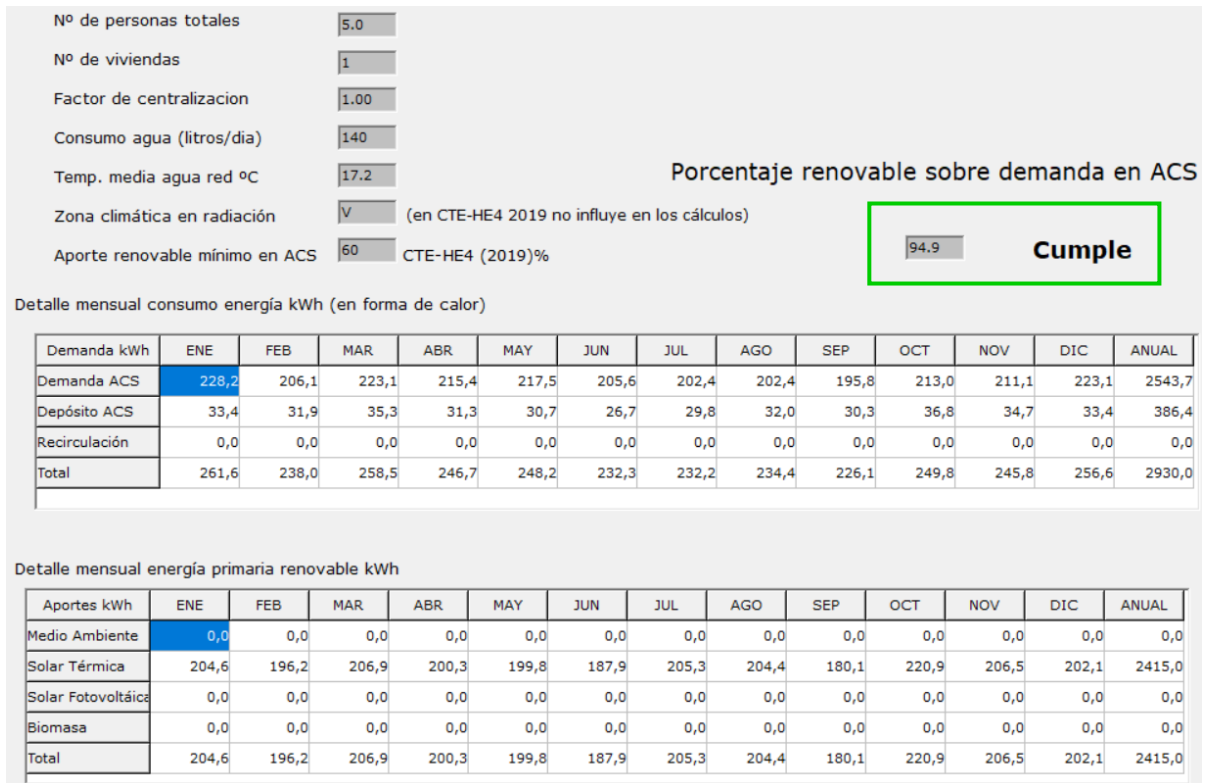 Nº de personas totales 5.0
Nº de viviendas 1
Factor de centralizacion 1.00
Consumo agua (litros/dia) 140
Temp. media agua red ºC 17.2
Porcentaje renovable sobre demanda en ACS
Zona climática en radiación V (en CTE-HE4 2019 no influye en los cálculos)
Aporte renovable mínimo en ACS 60 CTE-HE4 (2019)%
94.9 Cumple
Detalle mensual consumo energía kWh (en forma de calor)
Demanda kWh ENE FEB MAR ABR MAY JUN JUL AGO SEP OCT NOV DIC ANUAL
Demanda ACS 228,2 206,1 223,1 215,4 217,5 205,6 202,4 202,4 195,8 213,0 211,1 223,1 2543,7
Depósito ACS 33,4 31,9 35,3 31,3 30,7 26,7 29,8 32,0 30,3 36,8 34,7 33,4 386,4
Recirculación 0,0 0,0 0,0 0,0 0,0 0,0 0,0 0,0 0,0 0,0 0,0 0,0 0,0
Total 261,6 238,0 258,5 246,7 248,2 232,3 232,2 234,4 226,1 249,8 245,8 256,6 2930,0
Detalle mensual energía primaria renovable kWh
Aportes kWh ENE FEB MAR ABR MAY JUN JUL AGO SEP OCT NOV DIC ANUAL
Medio Ambiente 0,0 0,0 0,0 0,0 0,0 0,0 0,0 0,0 0,0 0,0 0,0 0,0 0,0
Solar Térmica 204,6 196,2 206,9 200,3 199,8 187,9 205,3 204,4 180,1 220,9 206,5 202,1 2415,0
Solar Fotovoltáica 0,0 0,0 0,0 0,0 0,0 0,0 0,0 0,0 0,0 0,0 0,0 0,0 0,0
Biomasa 0,0 0,0 0,0 0,0 0,0 0,0 0,0 0,0 0,0 0,0 0,0 0,0 0,0
Total 204,6 196,2 206,9 200,3 199,8 187,9 205,3 204,4 180,1 220,9 206,5 202,1 2415,0